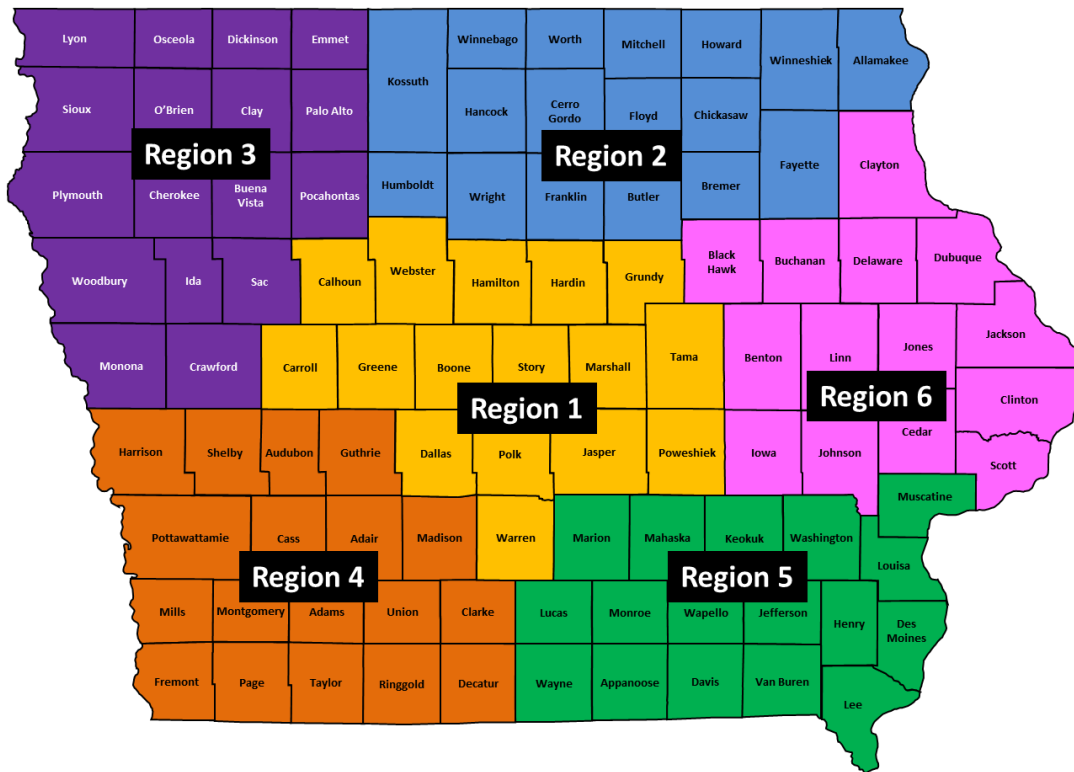 Lyon
Osceola
Dickinson
Emmet
Kossuth
Winnebago
Worth
Mitchell
Howard
Winneshiek
Allamakee
Sioux
O'Brien
Clay
Palo Alto
Hancock
Cerro
Gordo
Floyd
Chickasaw
Region 3
Region 2
Fayette
Clayton
Plymouth
Cherokee
Buena
Vista
Pocahontas
Humboldt
Wright
Franklin
Butler
Bremer
Woodbury
Ida
Sac
Calhoun
Webster
Hamilton
Hardin
Grundy
Black
Hawk
Buchanan
Delaware
Dubuque
Monona
Crawford
Carroll
Greene
Boone
Story
Marshall
Tama
Benton
Linn
Jones
Jackson
Region 1
Region 6
Clinton
Harrison
Shelby
Audubon
Guthrie
Dallas
Polk
Jasper
Poweshiek
Iowa
Johnson
Cedar
Scott
Muscatine
Pottawattamie
Cass
Adair
Madison
Warren
Marion
Mahaska
Keokuk
Washington
Louisa
Region 4
Region 5
Mills
Montgomery
Adams
Union
Clarke
Lucas
Monroe
Wapello
Jefferson
Henry
Des
Moines
Fremont
Page
Taylor
Ringgold
Decatur
Wayne
Appanoose
Davis
Van Buren
Lee